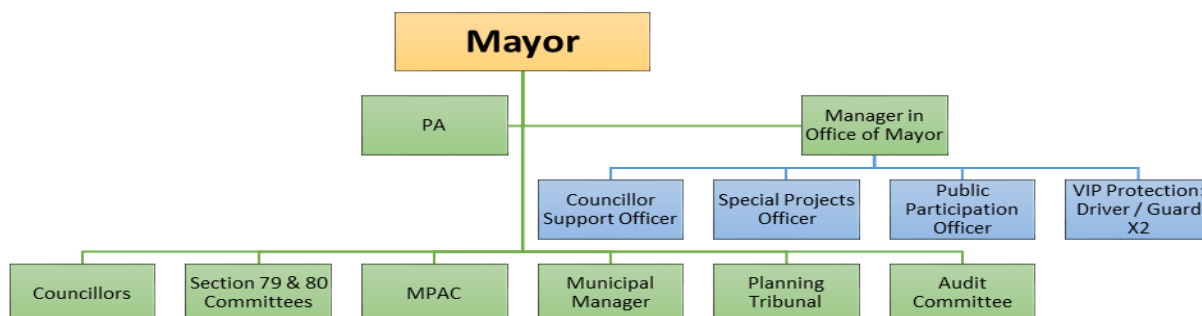 Mayor
PA
Manager in
Office of Mayor
Councillor
Support Officer
Special Projects
Officer
Public
Participation
Officer
VIP Protection:
Driver / Guard
X2
Councillors
Section 79 & 80
Committees
MPAC
Municipal
Manager
Planning
Tribunal
Audit
Committee